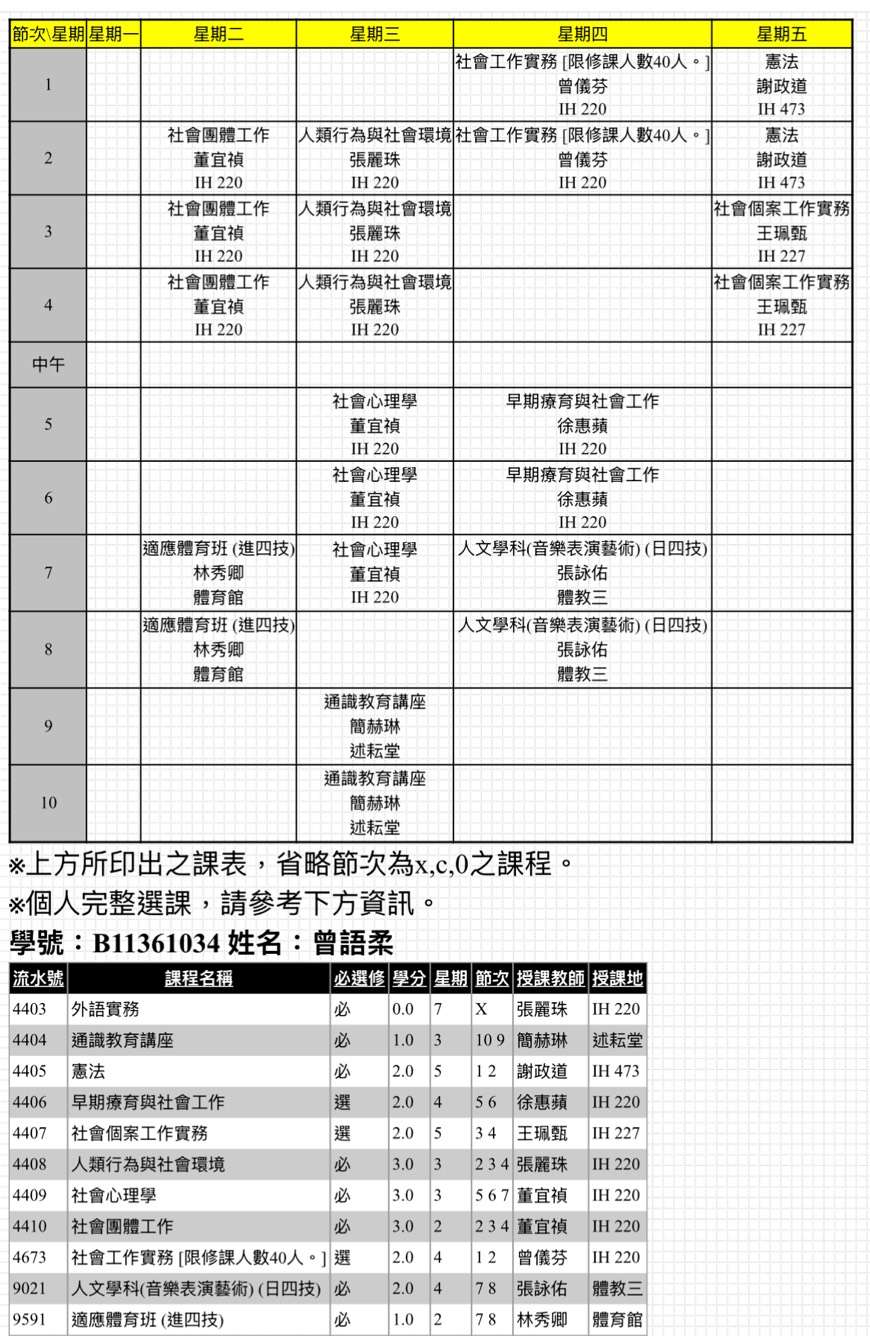 節次\星期 星期一 星期二 星期三 星期四 星期五
1 社會工作實務 [限修課人數40人。] 憲法
曾儀芬 謝政道
IH 220 IH 473
2 社會團體工作 人類行為與社會環境 社會工作實務 [限修課人數40人。] 憲法
董宜禎 張麗珠 曾儀芬 謝政道
IH 220 IH 220 IH 220 IH 473
3 社會團體工作 人類行為與社會環境 社會個案工作實務
董宜禎 張麗珠 王珮甄
IH 220 IH 220 IH 227
4 社會團體工作 人類行為與社會環境 社會個案工作實務
董宜禎 張麗珠 王珮甄
IH 220 IH 220 IH 227
中午
5 社會心理學 早期療育與社會工作
董宜禎 徐惠蘋
IH 220 IH 220
6 社會心理學 早期療育與社會工作
董宜禎 徐惠蘋
IH 220 IH 220
7 適應體育班 (進四技) 社會心理學 人文學科(音樂表演藝術) (日四技)
林秀卿 董宜禎 張詠佑
體育館 IH 220 體教三
8 適應體育班 (進四技) 人文學科(音樂表演藝術) (日四技)
林秀卿 張詠佑
體育館 體教三
9 通識教育講座
簡赫琳
述耘堂
10 通識教育講座
簡赫琳
述耘堂
※上方所印出之課表，省略節次為x,c,0之課程。
※個人完整選課，請參考下方資訊。
學號：B11361034 姓名：曾語柔
流水號 課程名稱 必選修 學分 星期 節次 授課教師 授課地
4403 外語實務 必 0.0 7 X 張麗珠 IH 220
4404 通識教育講座 必 1.0 3 10 9 簡赫琳 述耘堂
4405 憲法 必 2.0 5 1 2 謝政道 IH 473
4406 早期療育與社會工作 選 2.0 4 5 6 徐惠蘋 IH 220
4407 社會個案工作實務 選 2.0 5 3 4 王珮甄 IH 227
4408 人類行為與社會環境 必 3.0 3 2 3 4 張麗珠 IH 220
4409 社會心理學 必 3.0 3 5 6 7 董宜禎 IH 220
4410 社會團體工作 必 3.0 2 2 3 4 董宜禎 IH 220
4673 社會工作實務 [限修課人數40人。] 選 2.0 4 1 2 曾儀芬 IH 220
9021 人文學科(音樂表演藝術) (日四技) 必 2.0 4 7 8 張詠佑 體教三
9591 適應體育班 (進四技) 必 1.0 2 7 8 林秀卿 體育館